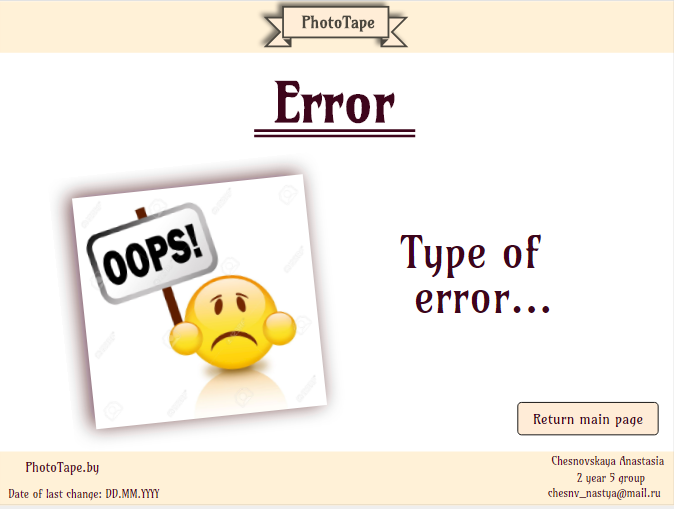 PhotoTape
Error
OOPS!
Type of
error...
Return main page
PhotoTape.by
Date of last change: DD.MM.YYYY
Chesnovskaya Anastasia
2 year 5 group
chesnv_nastya@mail.ru